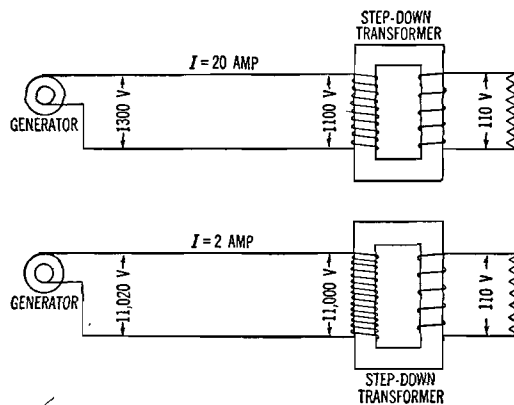 STEP-DOWN
TRANSFORMER
I = 20 AMP
GENERATOR
1300 V
1100 V
110 V
I = 2 AMP
GENERATOR
11,020 V
11,000 V
110 V
STEP-DOWN
TRANSFORMER